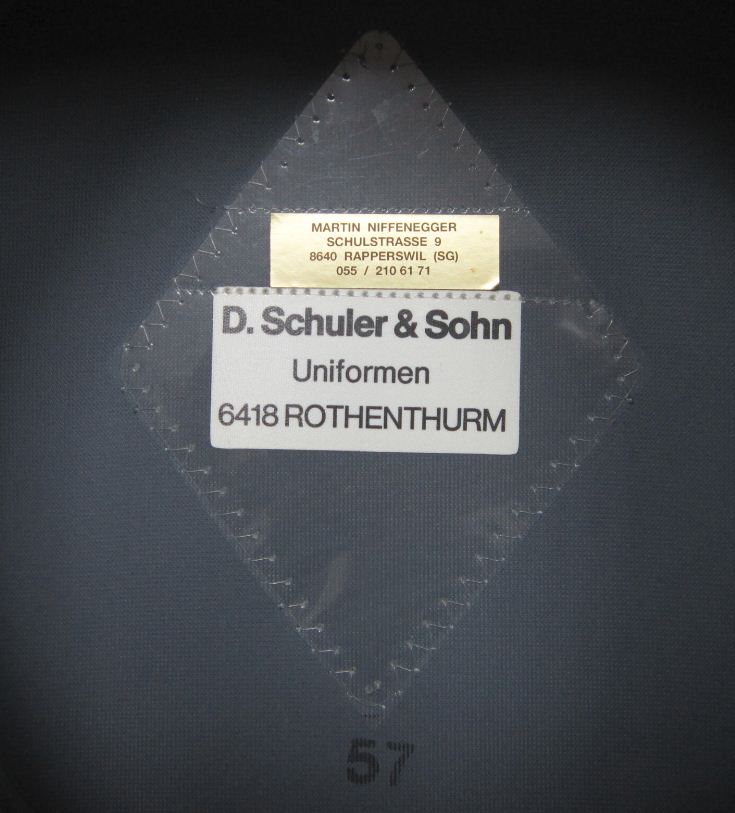 MARTIN NIFFENEGGER
SCHULSTRASSE 9
8640 RAPPERSWIL (SG)
055 / 210 61 71
D. Schuler & Sohn
Uniformen
6418 ROTHENTHURM
57